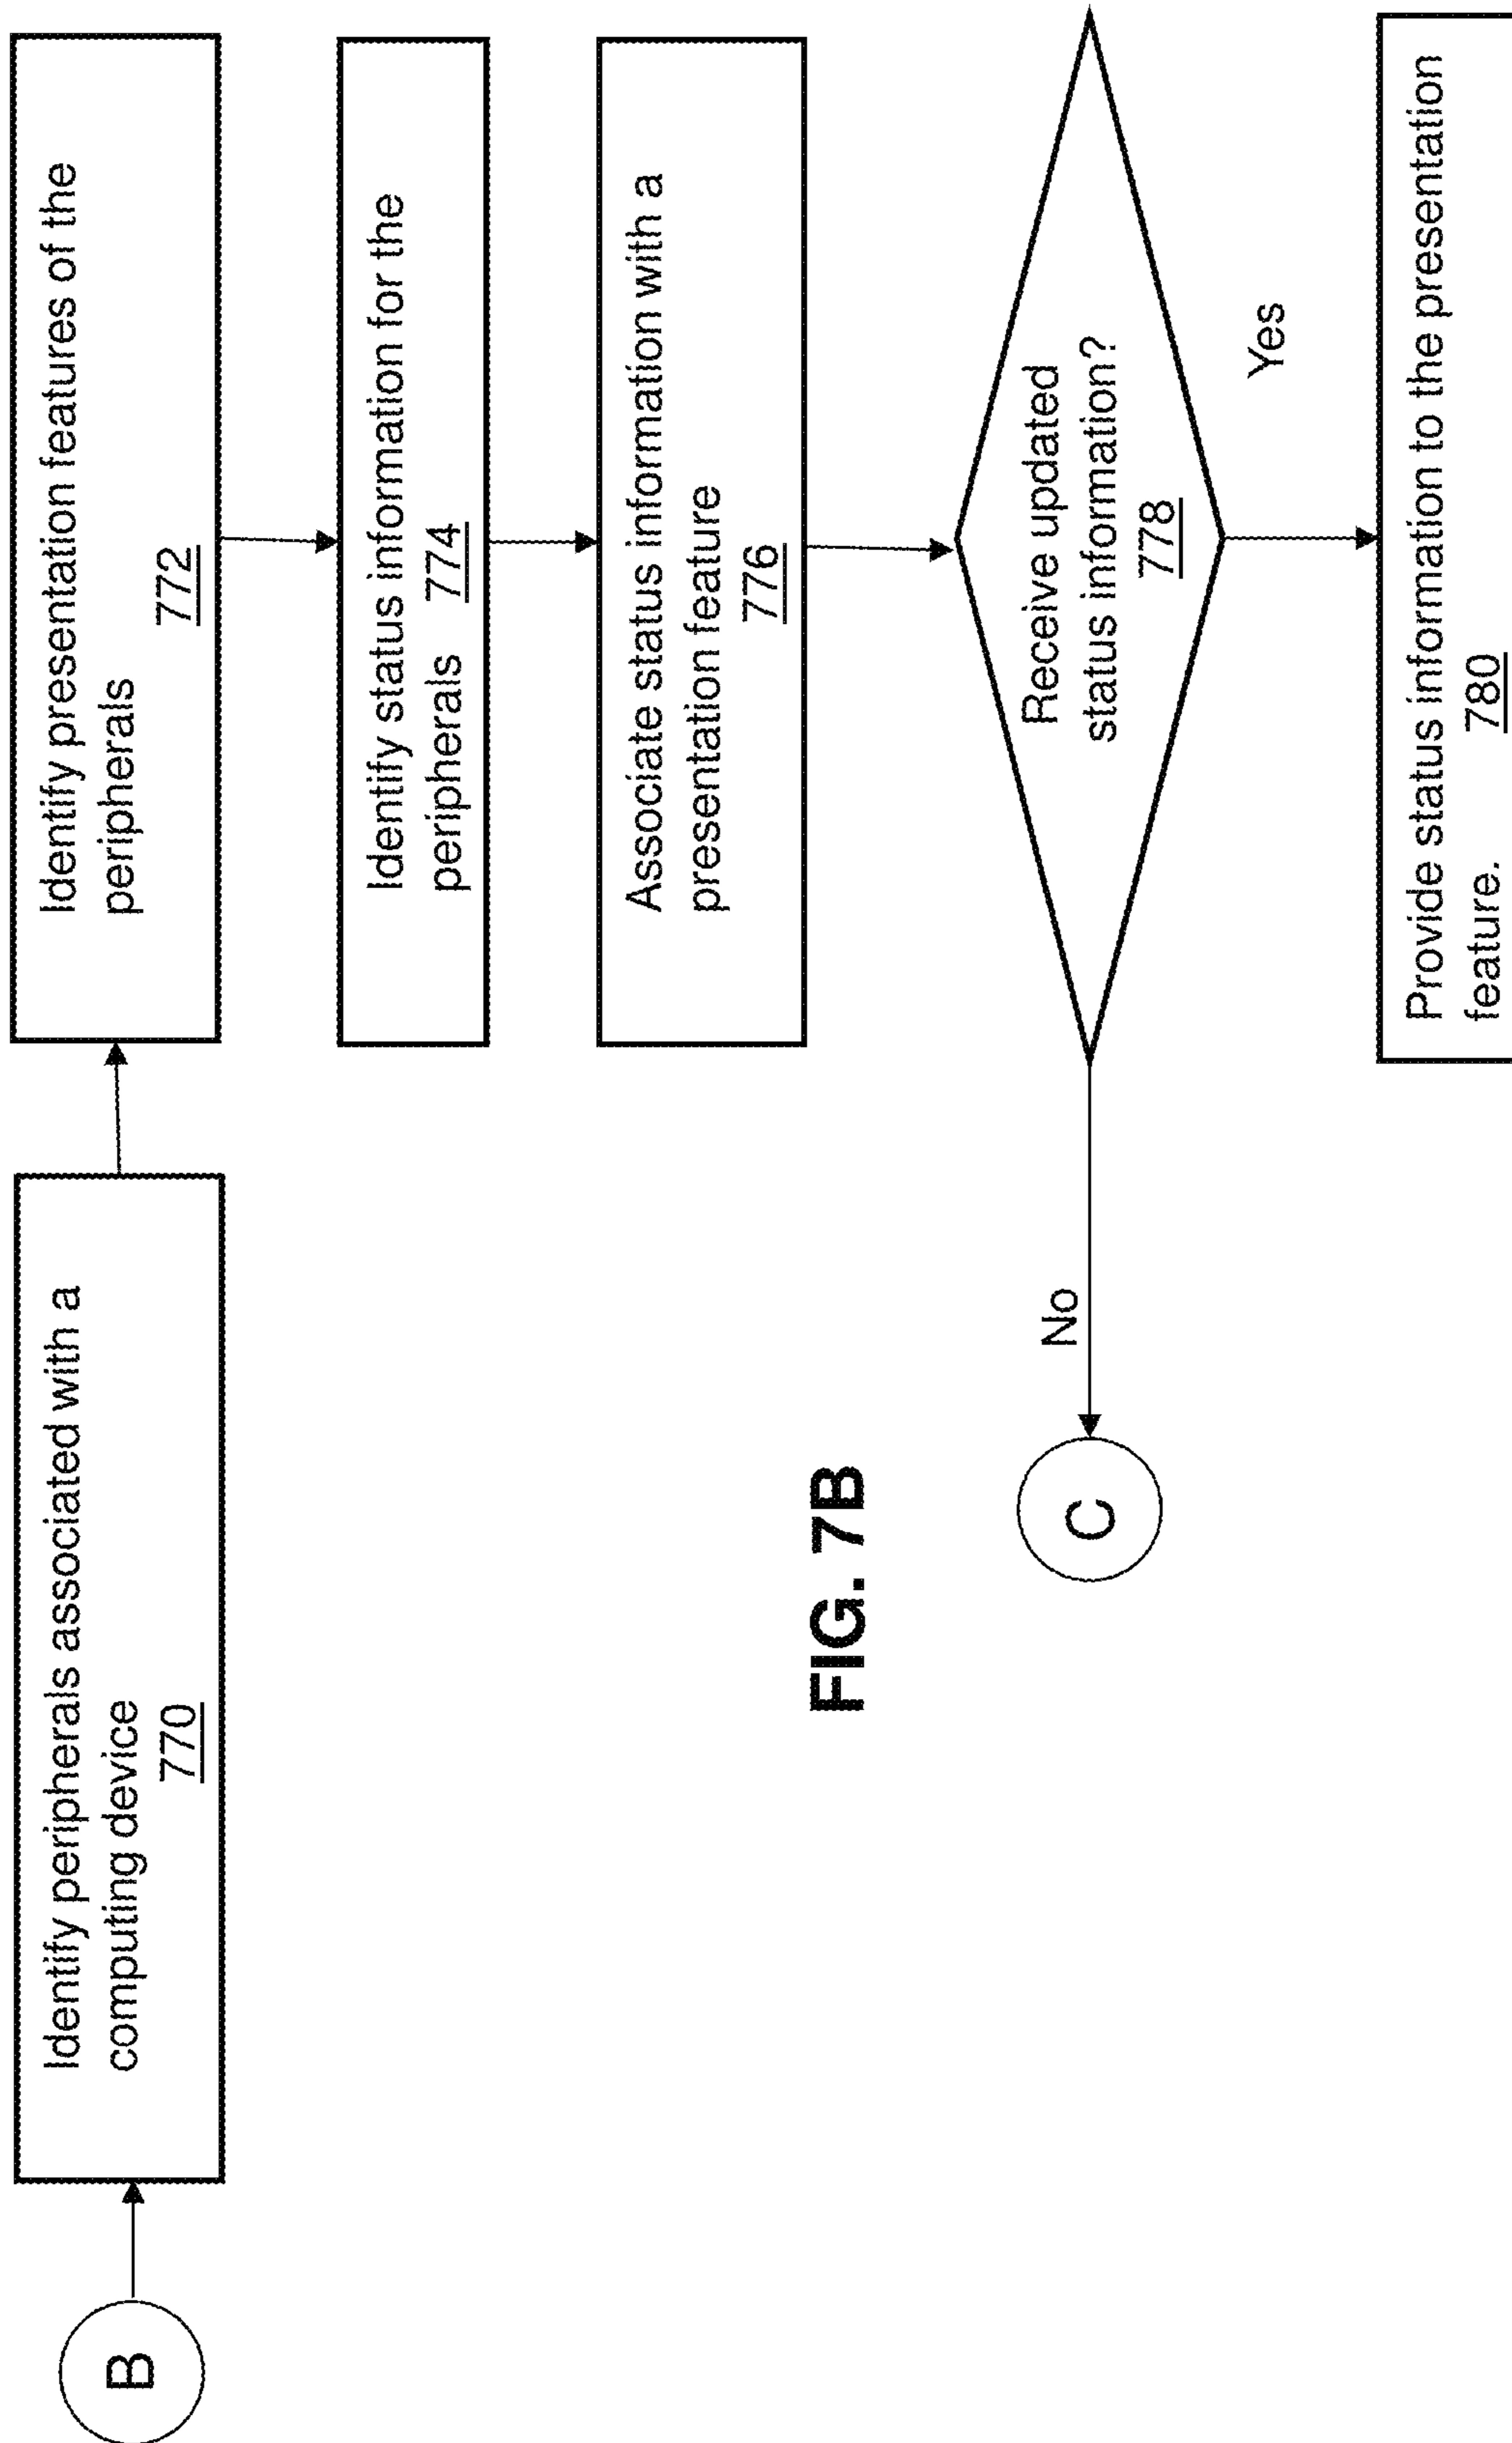 B
Identify peripherals associated with a
computing device
770
Identify presentation features of the
peripherals
772
Identify status information for the
peripherals 774
Associate status information with a
presentation feature
776
Receive updated
status information?
778
No
C
Yes
Provide status information to the presentation
feature. 780
FIG. 7B